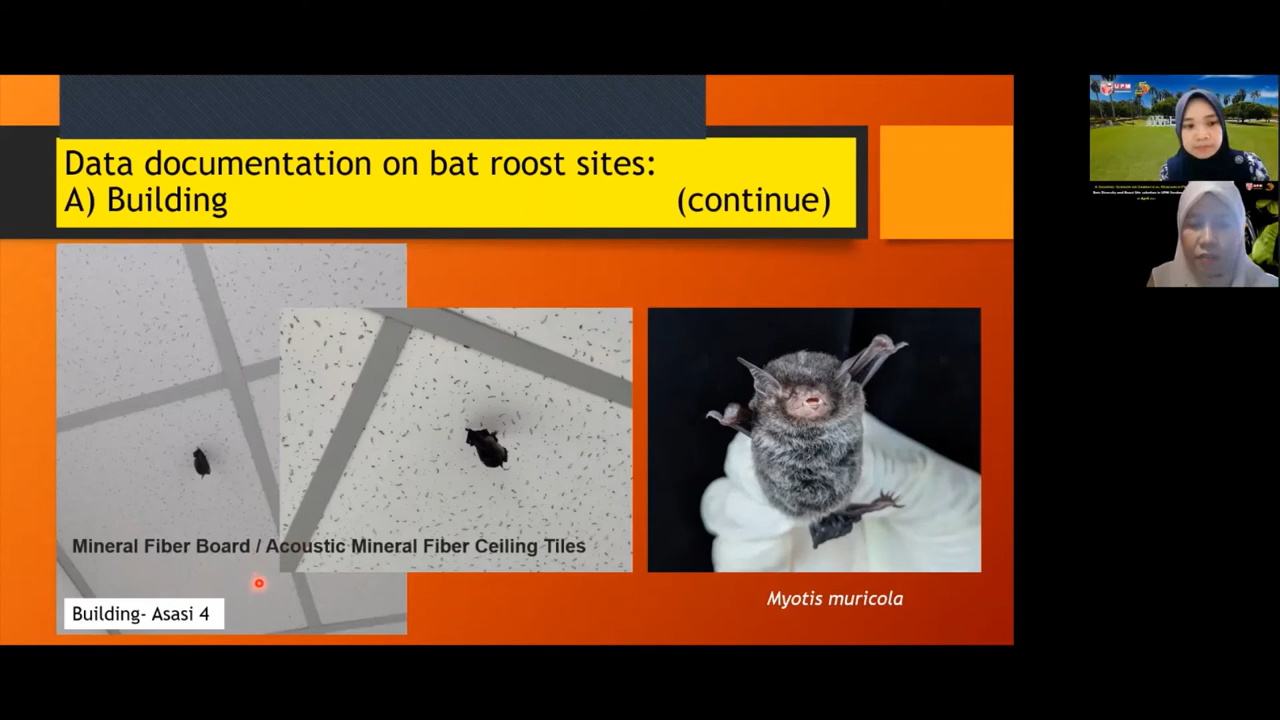 Data documentation on bat roost sites:
A) Building (continue)
Mineral Fiber Board / Acoustic Mineral Fiber Ceiling Tiles
Building- Asasi 4
Myotis muricola
UPM